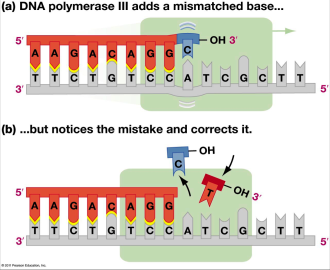 (a) DNA polymerase III adds a mismatched base...
5′ C OH 3′
A A G A C A G G
T T C T G T C C A T C G C T T
3′ 5′
(b) ...but notices the mistake and corrects it.
OH
C
T OH 3′
5′
A A G A C A G G
T T C T G T C C A T C G C T T
3′ 5′
© 2011 Pearson Education, Inc.